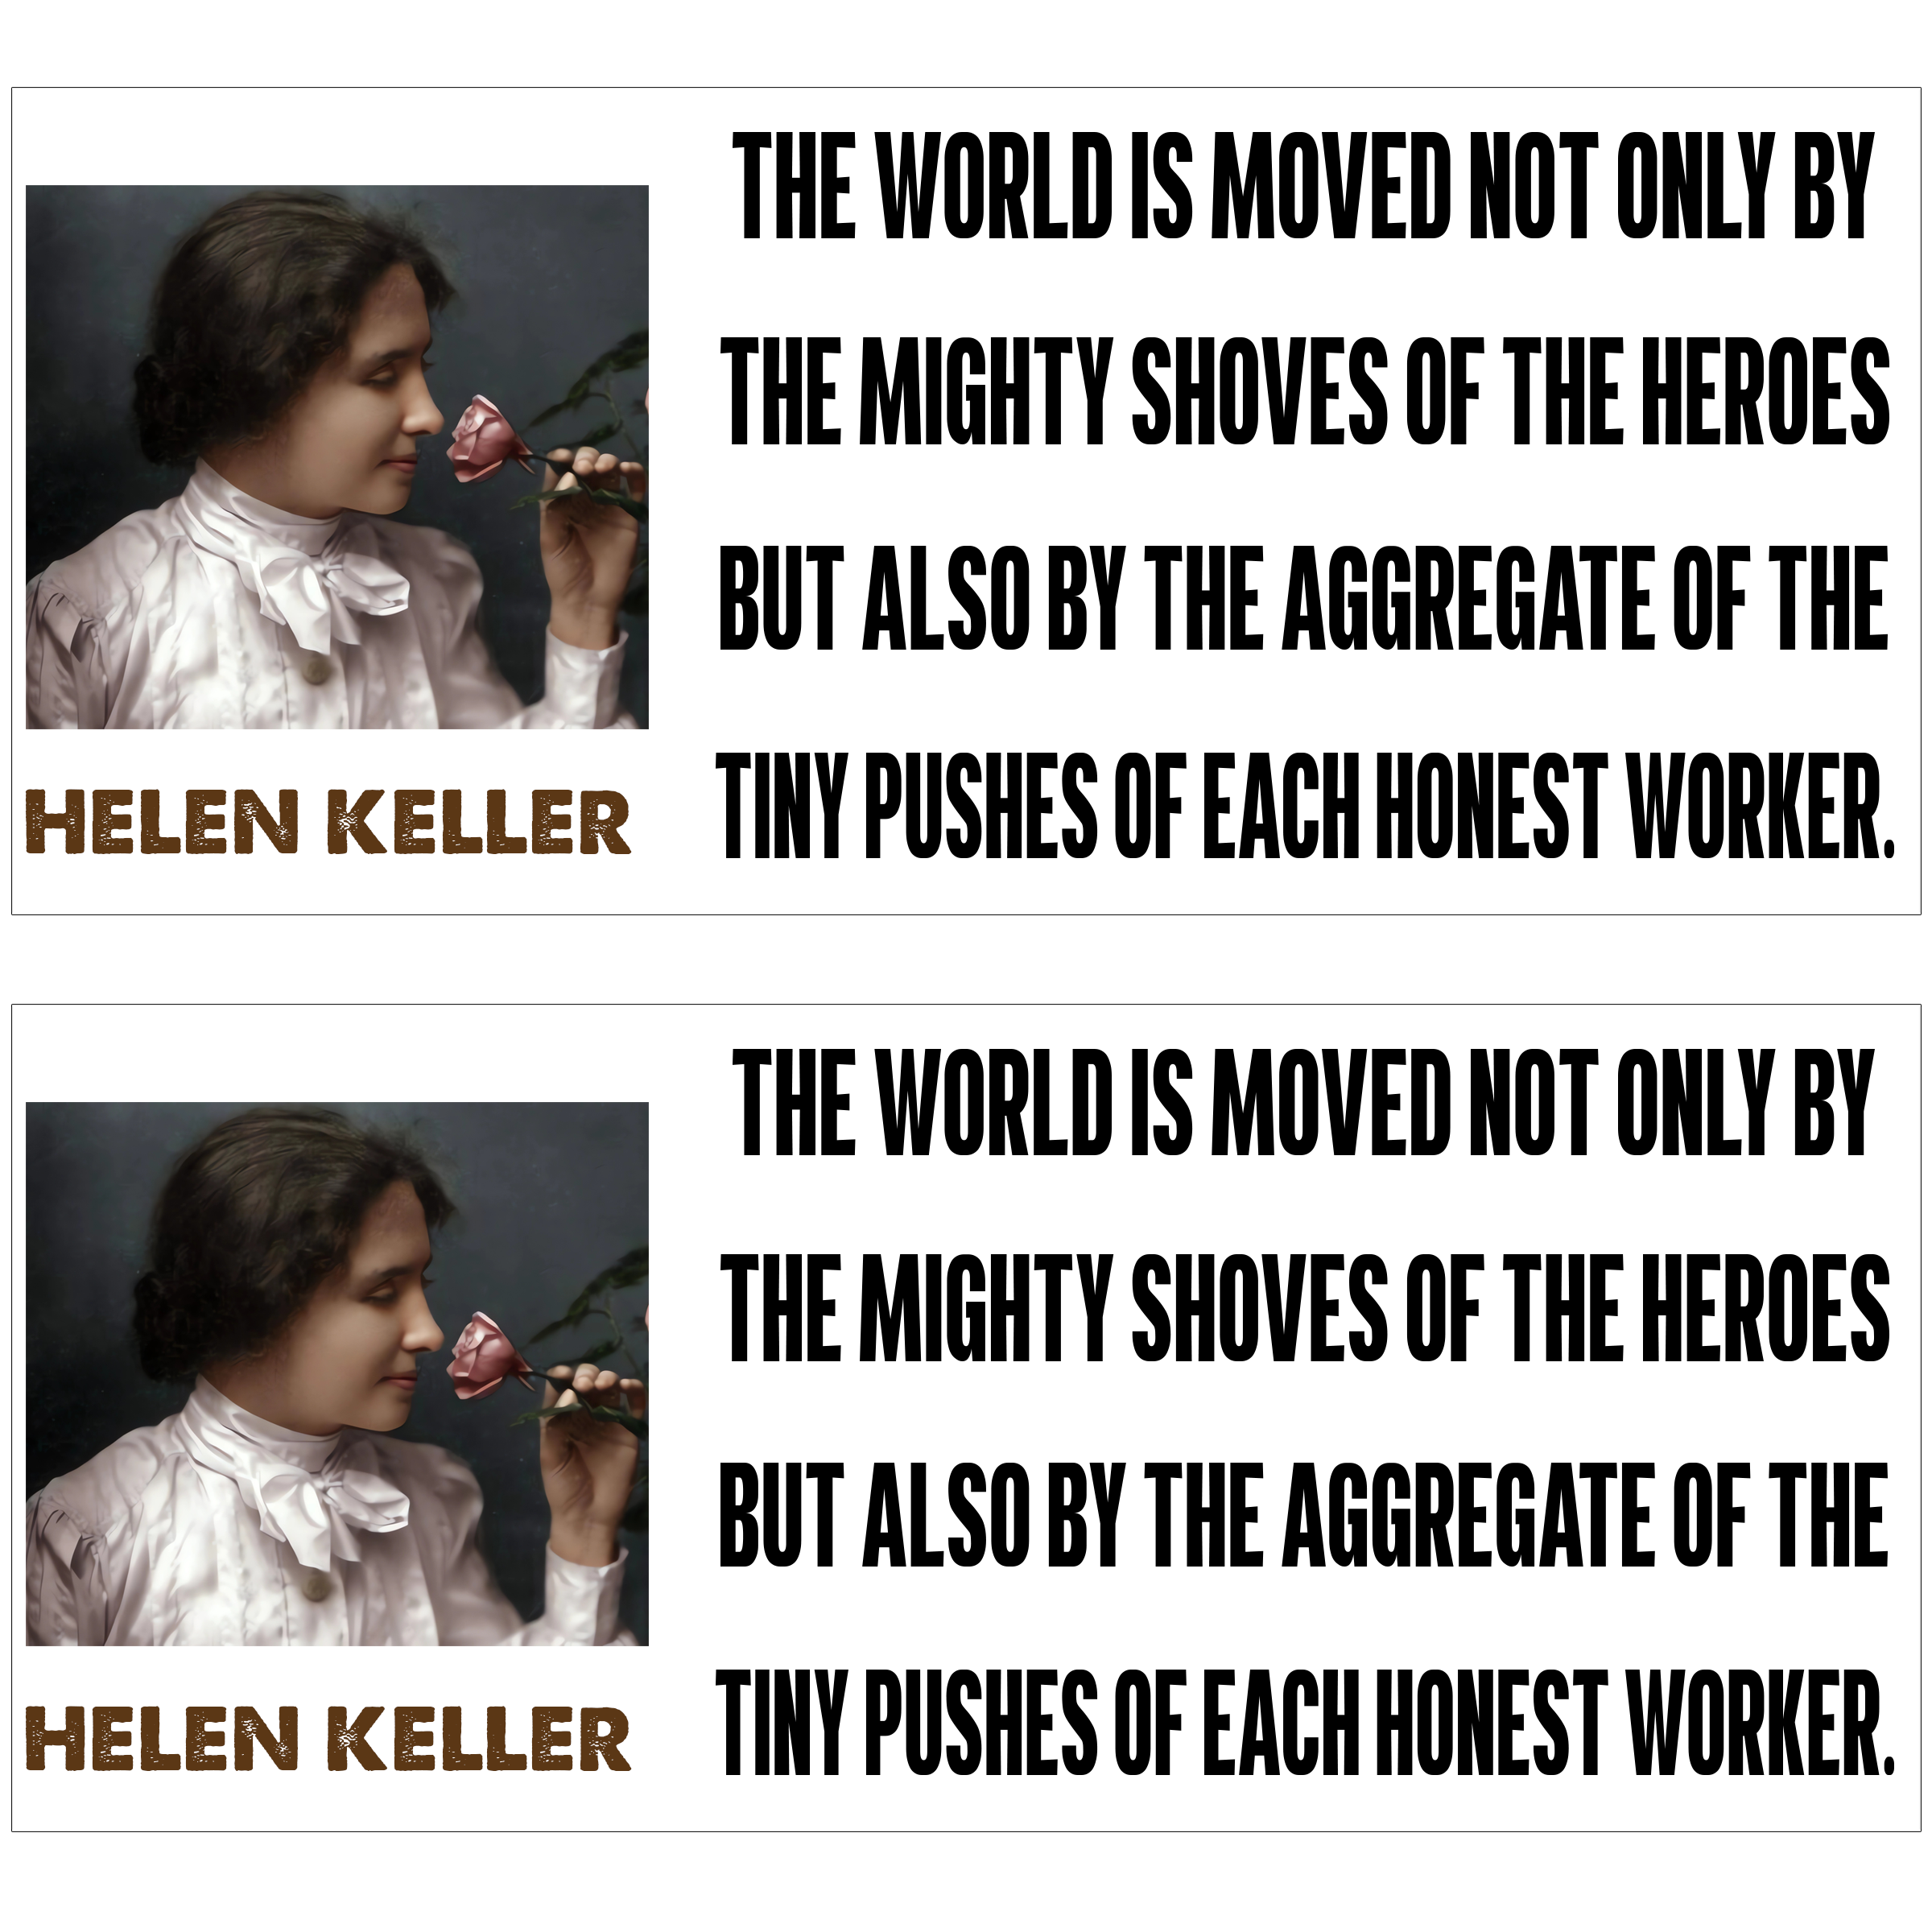 THE WORLD IS MOVED NOT ONLY BY
THE MIGHTY SHOVES OF THE HEROES
BUT ALSO BY THE AGGREGATE OF THE
TINY PUSHES OF EACH HONEST WORKER.
HELEN KELLER
THE WORLD IS MOVED NOT ONLY BY
THE MIGHTY SHOVES OF THE HEROES
BUT ALSO BY THE AGGREGATE OF THE
TINY PUSHES OF EACH HONEST WORKER.
HELEN KELLER